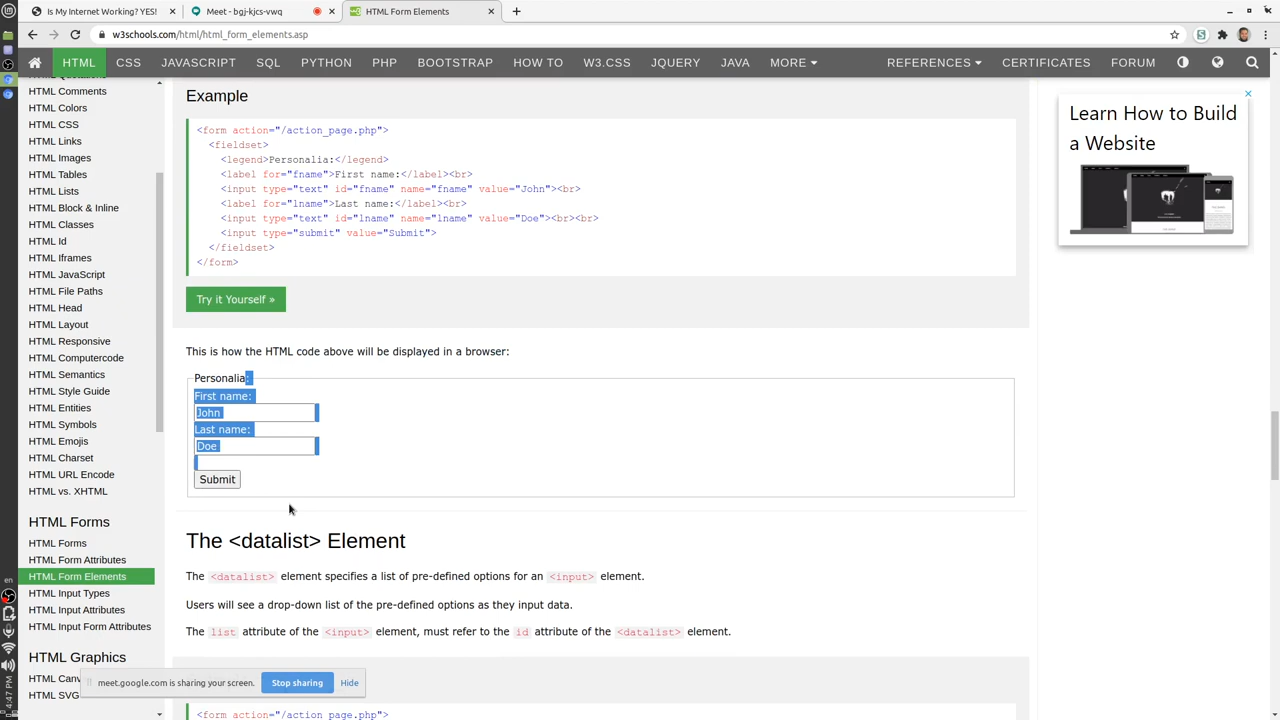 Is My Internet Working? YES!
Meet - bgj-kjcs-vwq
HTML Form Elements
w3schools.com/html/html_form_elements.asp
HTML CSS JAVASCRIPT SQL PYTHON PHP BOOTSTRAP HOW TO W3.CSS JQUERY JAVA MORE REFERENCES CERTIFICATES FORUM
HTML Comments
HTML Colors
HTML CSS
HTML Links
HTML Images
HTML Tables
HTML Lists
HTML Block & Inline
HTML Classes
HTML Id
HTML Iframes
HTML JavaScript
HTML File Paths
HTML Head
HTML Layout
HTML Responsive
HTML Computercode
HTML Semantics
HTML Style Guide
HTML Entities
HTML Symbols
HTML Emojis
HTML Charset
HTML URL Encode
HTML vs. XHTML
HTML Forms
HTML Forms
HTML Form Attributes
HTML Form Elements
HTML Input Types
HTML Input Attributes
HTML Input Form Attributes
HTML Graphics
HTML SVG
Example
<form action="/action_page.php">
<fieldset>
<legend>Personalia:</legend>
<label for="fname">First name:</label><br>
<input type="text" id="fname" name="fname" value="John"><br>
<label for="lname">Last name:</label><br>
<input type="text" id="lname" name="lname" value="Doe"><br><br>
<input type="submit" value="Submit">
</fieldset>
</form>
Try it Yourself »
This is how the HTML code above will be displayed in a browser:
Personalia:
First name:
John
Last name:
Doe
Submit
The <datalist> Element
The <datalist> element specifies a list of pre-defined options for an <input> element.
Users will see a drop-down list of the pre-defined options as they input data.
The list attribute of the <input> element, must refer to the id attribute of the <datalist> element.
<form action="/action_page.php">
Learn How to Build
a Website
meet.google.com is sharing your screen.
Stop sharing
Hide
en
4:47 PM